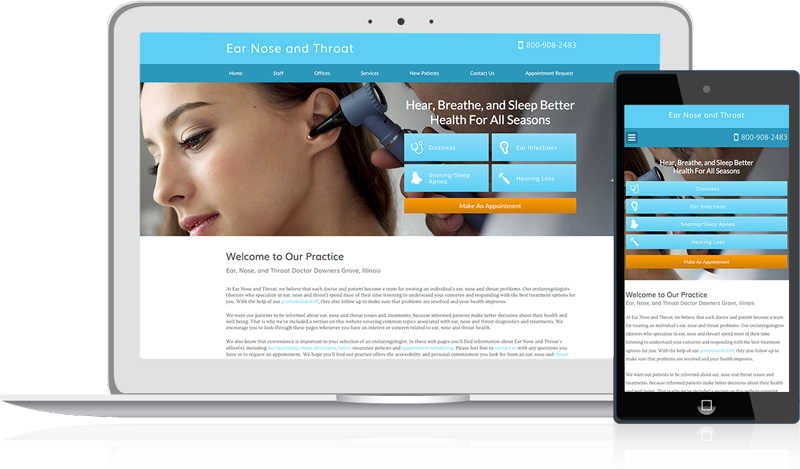 Ear Nose and Throat
800-908-2483
Home Staff Offices Services New Patients Contact Us Appointment Request
Hear, Breathe, and Sleep Better
Health For All Seasons
Dizziness
Ear Infections
Snoring/Sleep
Apnea
Hearing Loss
Make An Appointment
Welcome to Our Practice
Ear, Nose, and Throat Doctor Downers Grove, Illinois
At Ear Nose and Throat, we believe that each doctor and patient become a team for treating an individual's ear, nose and throat problems. Our otolaryngologists
(doctors who specialize in ear, nose and throat) spend most of their time listening to understand your concerns and responding with the best treatment options for
you. With the help of our professional staff, they also follow up to make sure that problems are resolved and your health improves.
We want our patients to be informed about ear, nose and throat issues and treatments, because informed patients make better decisions about their health and
well being. That is why we've included a section on this website covering common topics associated with ear, nose and throat diagnostics and treatments. We
encourage you to look through these pages whenever you have an interest or concern related to ear, nose and throat health.
We also know that convenience is important to your selection of an otolaryngologist. In these web pages you'll find information about Ear Nose and Throat's
office(s), including our location(s), maps, directions, hours, insurance policies and appointment scheduling. Please feel free to contact us with any questions you
have or to request an appointment. We hope you'll find our practice offers the accessibility and personal commitment you look for from an ear, nose and throat
Ear Nose and Throat
800-908-2483
Hear, Breathe, and Sleep Better
Health For All Seasons
Dizziness
Ear Infections
Snoring/Sleep Apnea
Hearing Loss
Make An Appointment
Welcome to Our Practice
Ear, Nose, and Throat Doctor Downers Grove, Illinois
At Ear Nose and Throat, we believe that each doctor and patient become a team
for treating an individual's ear, nose and throat problems. Our otolaryngologists
(doctors who specialize in ear, nose and throat) spend most of their time
listening to understand your concerns and responding with the best treatment
options for you. With the help of our professional staff, they also follow up to
make sure that problems are resolved and your health improves.
We want our patients to be informed about ear, nose and throat issues and
treatments, because informed patients make better decisions about their health
and well being. That is why we've included a section on this website covering